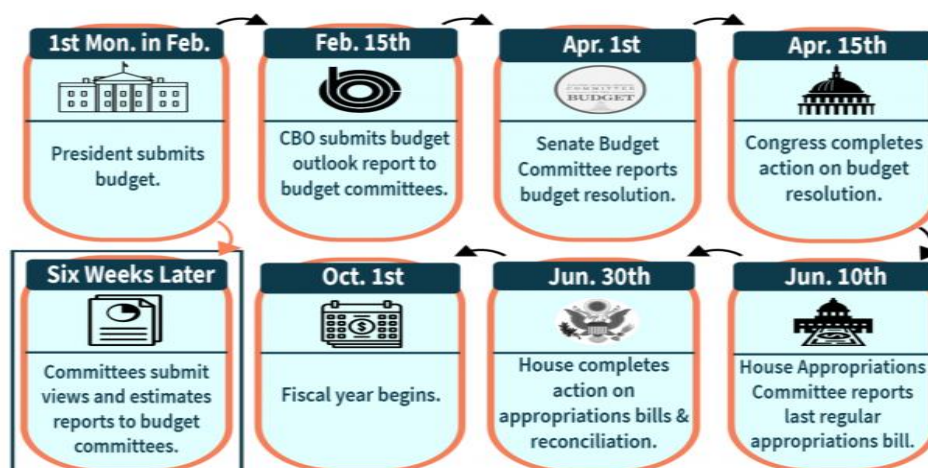 1st Mon. in Feb.
President submits
budget.
Feb. 15th
CBO submits budget
outlook report to
budget committees.
Apr. 1st
COMMITTEE
BUDGET
Senate Budget
Committee reports
budget resolution.
Apr. 15th
Congress completes
action on budget
resolution.
Six Weeks Later
Committees submit
views and estimates
reports to budget
committees.
Oct. 1st
$
Fiscal year begins.
Jun. 30th
House completes
action on
appropriations bills &
reconciliation.
Jun. 10th
House Appropriations
Committee reports
last regular
appropriations bill.